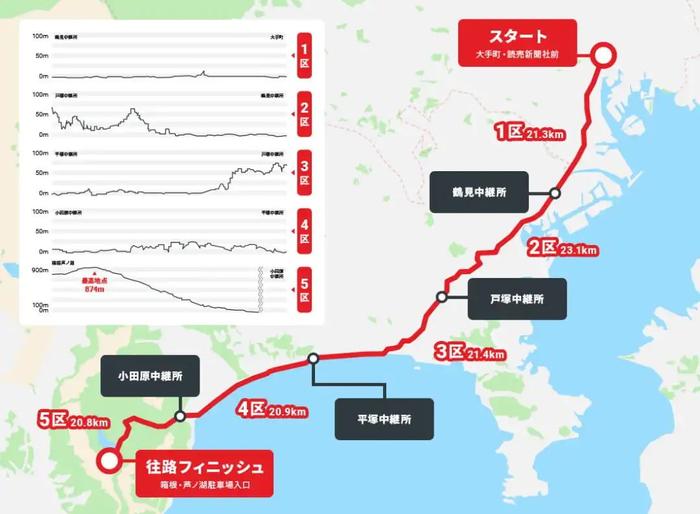 スタート
大手町・読売新聞社前
1区 21.3km
鶴見中継所
2区 23.1km
戸塚中継所
3区 21.4km
平塚中継所
4区 20.9km
小田原中継所
5区 20.8km
往路フィニッシュ
箱根・芦ノ湖駐車場入口
100m
50m
0m
鶴見中継所
大手町
1区
100m
50m
0m
戸塚中継所
鶴見中継所
2区
100m
50m
0m
平塚中継所
戸塚中継所
3区
100m
50m
0m
小田原中継所
平塚中継所
4区
900m
100m
0m
箱根芦ノ湖
小田原中継所
最高地点
874m
5区